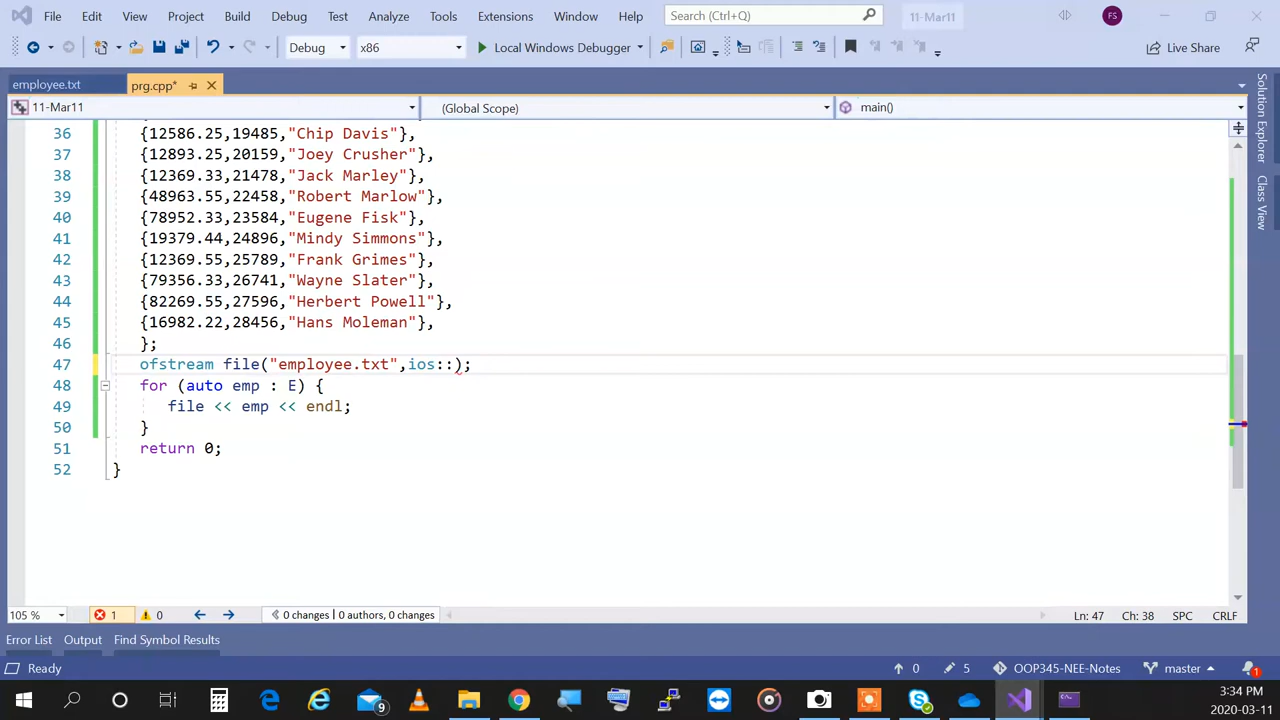 File Edit View Project Build Debug Test Analyze Tools Extensions Window Help Search (Ctrl+Q) 11-Mar11 FS
Debug x86 Local Windows Debugger Live Share
employee.txt prg.cpp*
11-Mar11 (Global Scope) main()
36 {12586.25,19485,"Chip Davis"},
37 {12893.25,20159,"Joey Crusher"},
38 {12369.33,21478,"Jack Marley"},
39 {48963.55,22458,"Robert Marlow"},
40 {78952.33,23584,"Eugene Fisk"},
41 {19379.44,24896,"Mindy Simmons"},
42 {12369.55,25789,"Frank Grimes"},
43 {79356.33,26741,"Wayne Slater"},
44 {82269.55,27596,"Herbert Powell"},
45 {16982.22,28456,"Hans Moleman"},
46 };
47 ofstream file("employee.txt",ios::);
48 for (auto emp : E) {
49 file << emp << endl;
50 }
51 return 0;
52 }
Solution Explorer
Class View
105 % 1 0 0 changes | 0 authors, 0 changes Ln: 47 Ch: 38 SPC CRLF
Error List Output Find Symbol Results
Ready 0 5 OOP345-NEE-Notes master 1
9
3:34 PM
2020-03-11